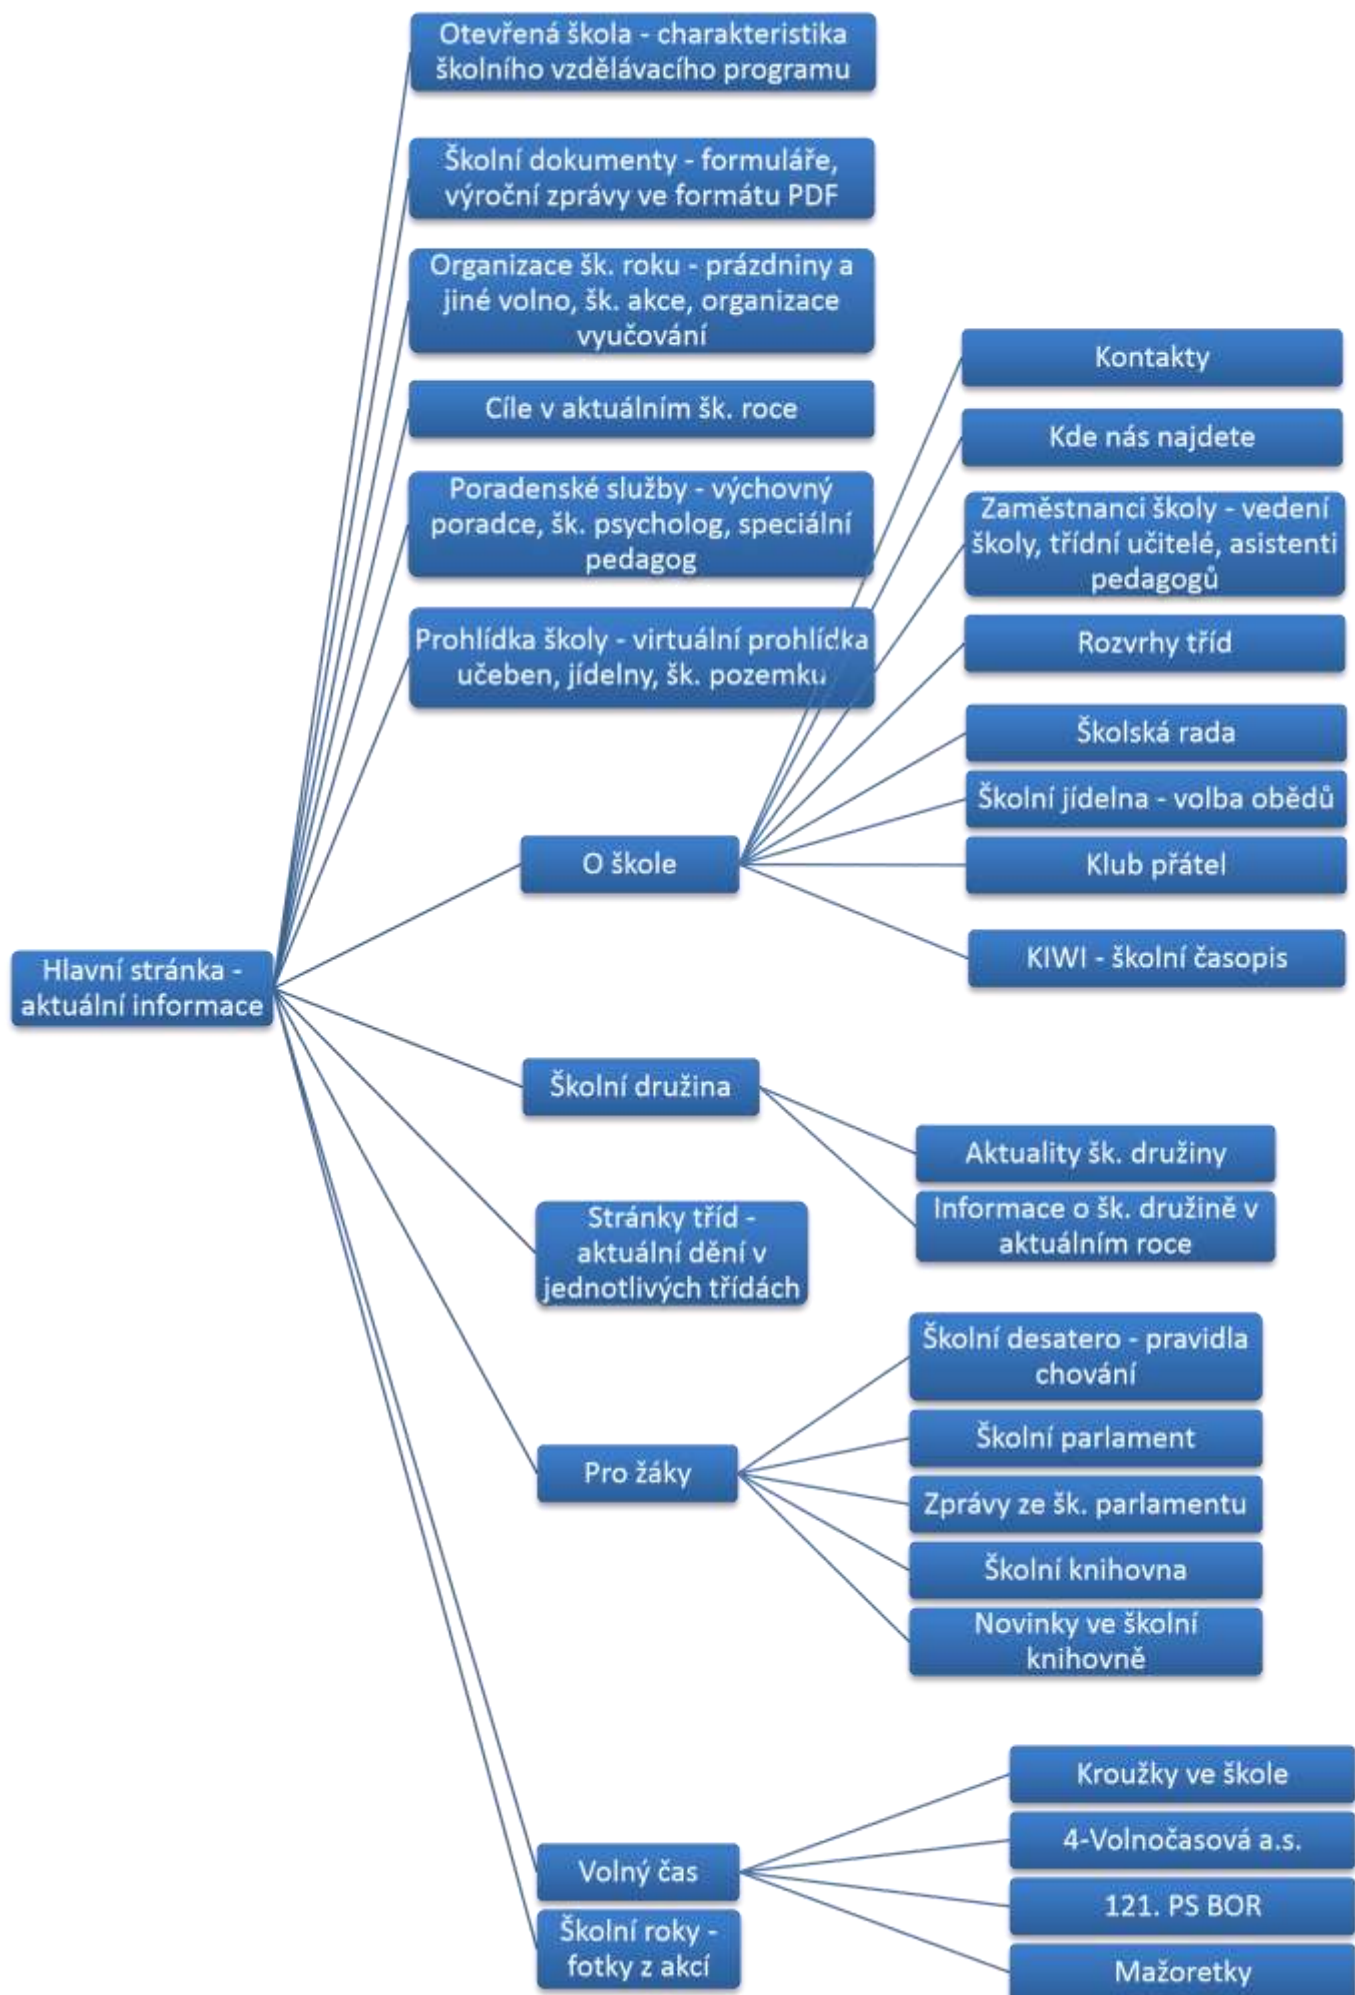 Otevřená škola - charakteristika
školního vzdělávacího programu
Školní dokumenty - formuláře,
výroční zprávy ve formátu PDF
Organizace šk. roku - prázdniny a
jiné volno, šk. akce, organizace
vyučování
Cíle v aktuálním šk. roce
Poradenské služby - výchovný
poradce, šk. psycholog, speciální
pedagog
Prohlídka školy - virtuální prohlídka
učeben, jídelny, šk. pozemku
Kontakty
Kde nás najdete
Zaměstnanci školy - vedení
školy, třídní učitelé, asistenti
pedagogů
Rozvrhy tříd
Školská rada
Školní jídelna - volba obědů
O škole
Klub přátel
KIWI - školní časopis
Hlavní stránka -
aktuální informace
Školní družina
Aktuality šk. družiny
Informace o šk. družině v
aktuálním roce
Stránky tříd -
aktuální dění v
jednotlivých třídách
Školní desatero - pravidla
chování
Školní parlament
Pro žáky
Zprávy ze šk. parlamentu
Školní knihovna
Novinky ve školní
knihovně
Kroužky ve škole
4-Volnočasová a.s.
Volný čas
121. PS BOR
Školní roky -
fotky z akcí
Mažoretky